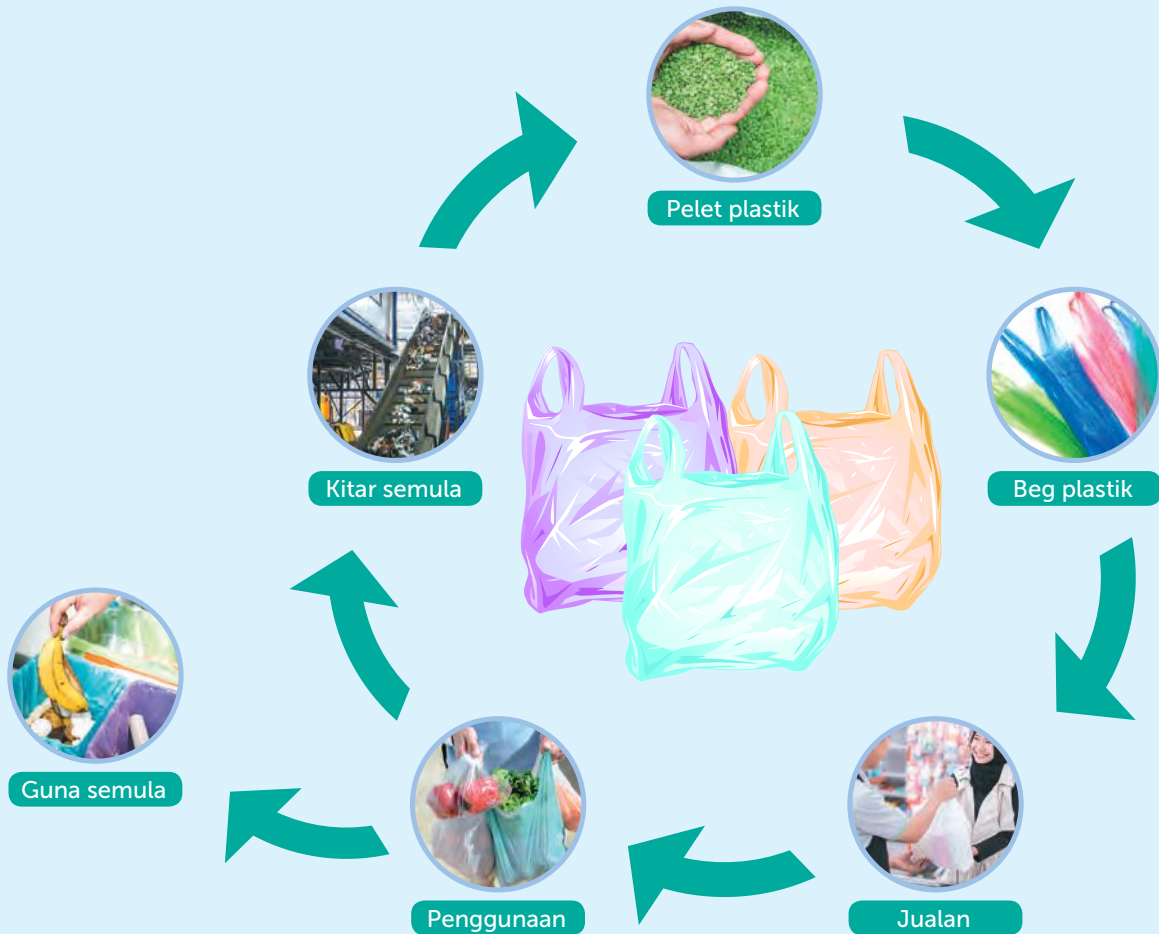 Pelet plastik
Kitar semula
Beg plastik
Guna semula
Penggunaan
Jualan